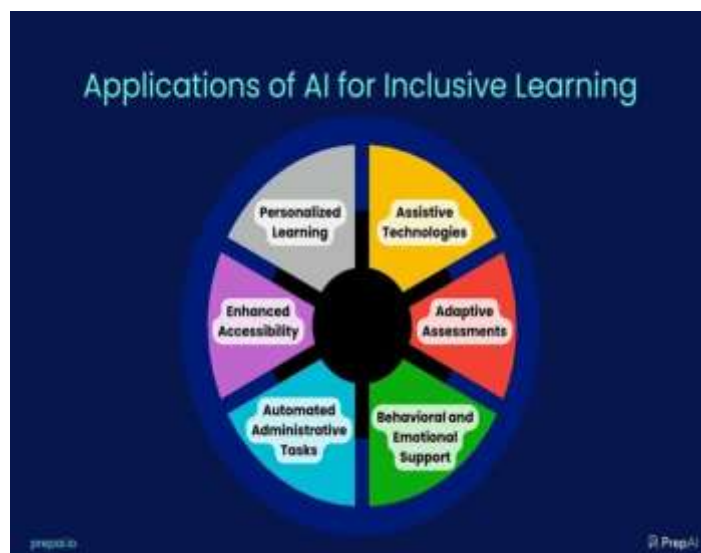 Applications of AI for Inclusive Learning
Personalized
Learning
Assistive
Technologies
Enhanced
Accessibility
Adaptive
Assessments
Automated
Administrative
Tasks
Behavioral and
Emotional
Support
prepai.io
PrepAI